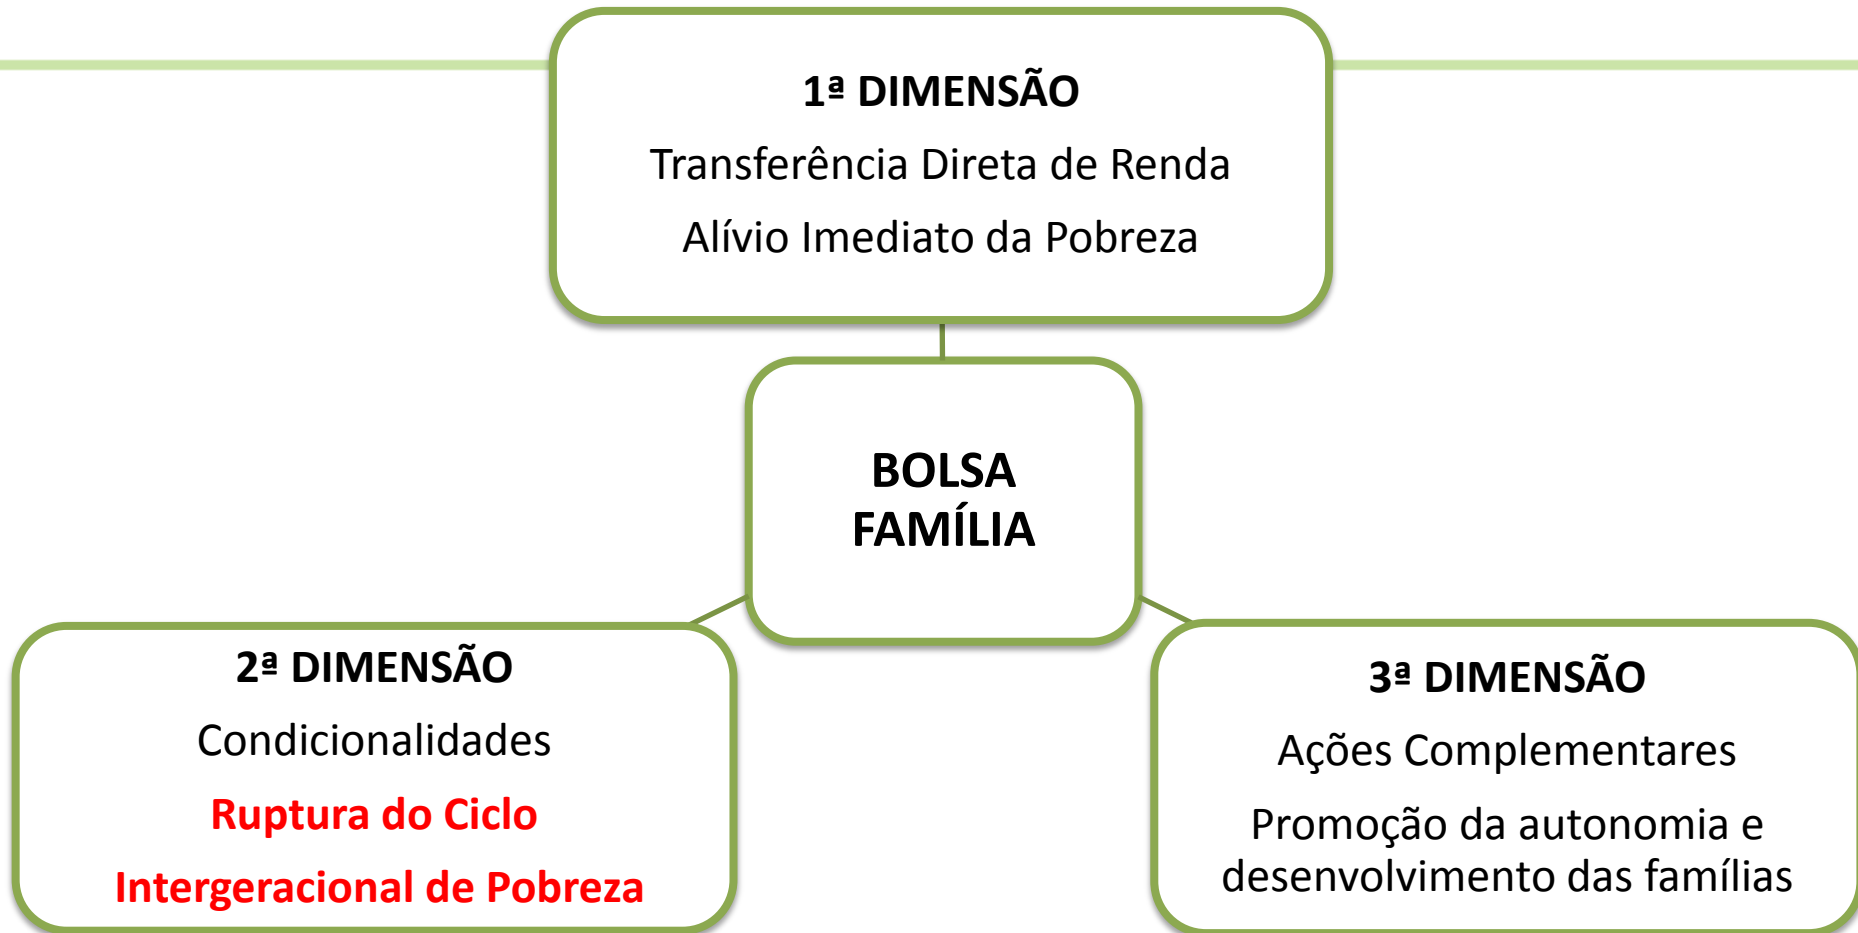 1ª DIMENSÃO
Transferência Direta de Renda
Alívio Imediato da Pobreza
BOLSA
FAMÍLIA
2ª DIMENSÃO
Condicionalidades
Ruptura do Ciclo
Intergeracional de Pobreza
3ª DIMENSÃO
Ações Complementares
Promoção da autonomia e
desenvolvimento das famílias